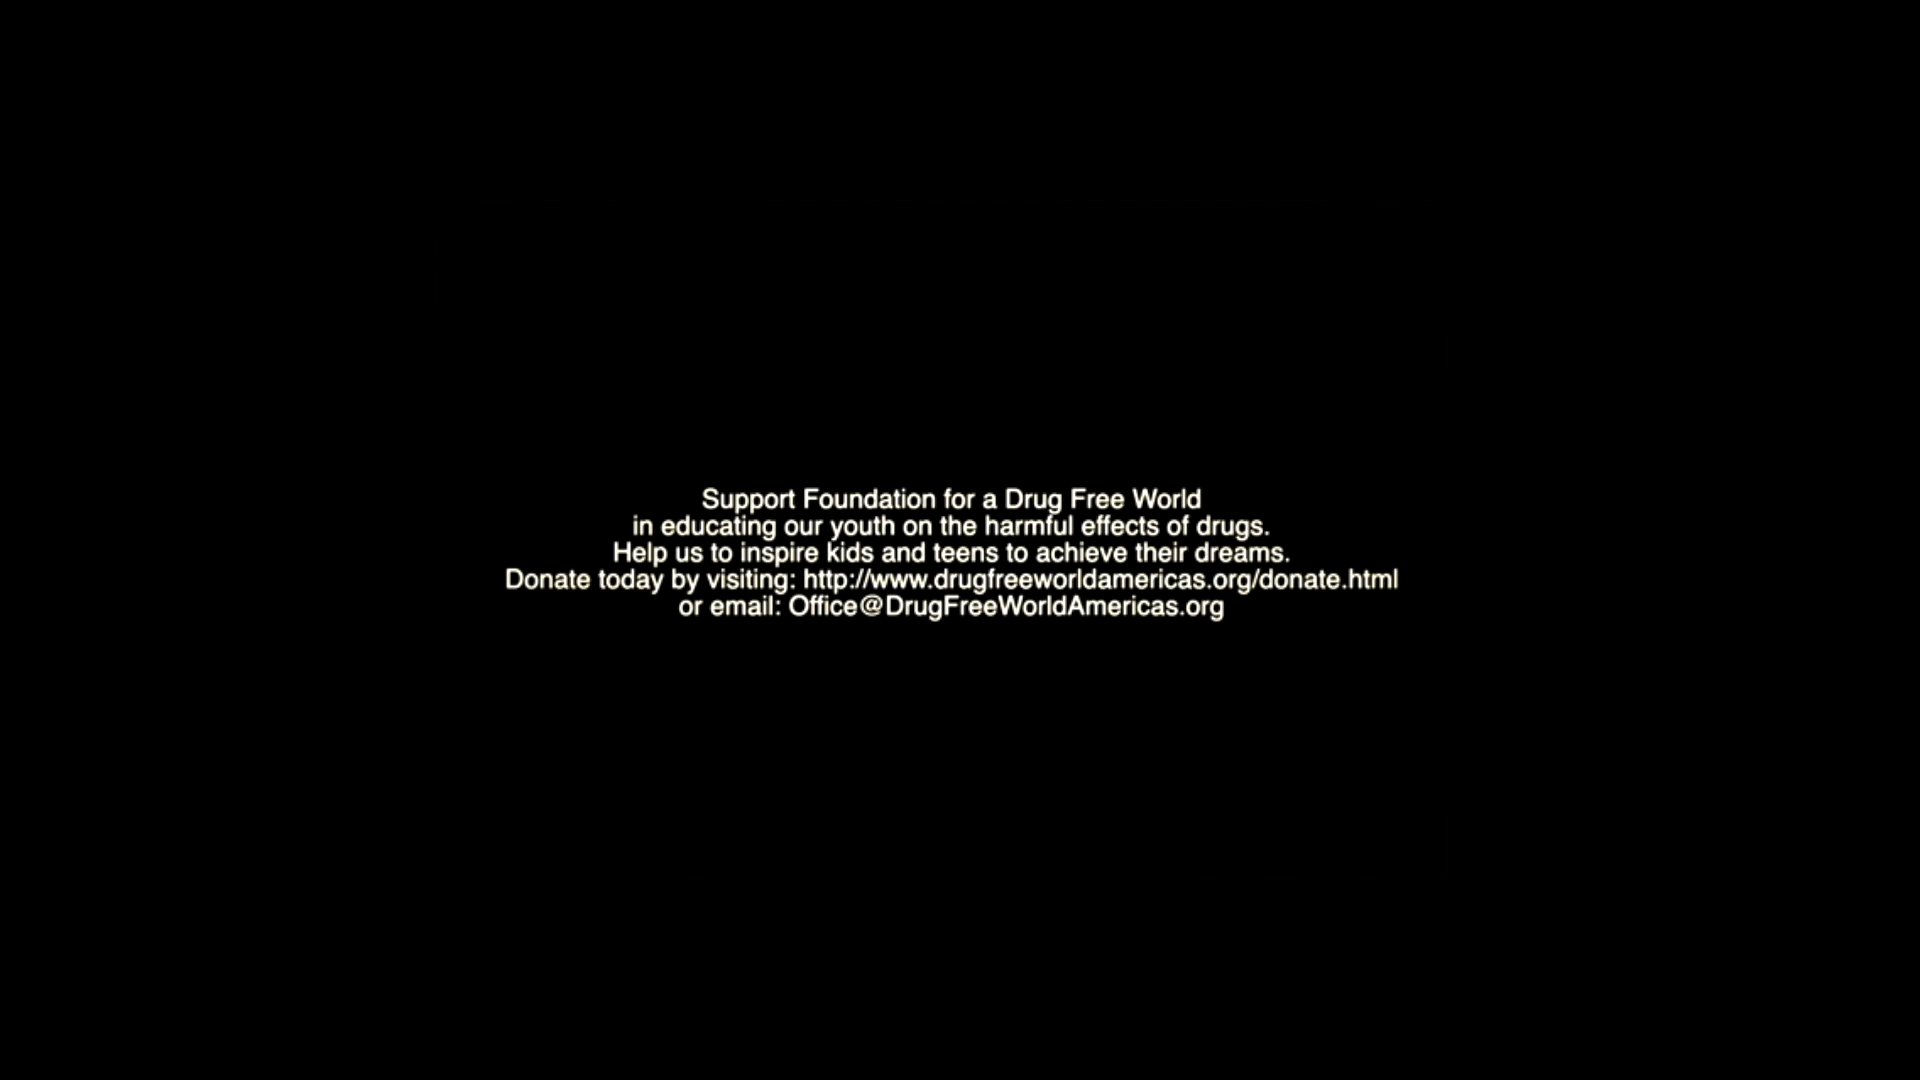 Support Foundation for a Drug Free World
in educating our youth on the harmful effects of drugs.
Help us to inspire kids and teens to achieve their dreams.
Donate today by visiting: http://www.drugfreeworldamericas.org/donate.html
or email: Office@DrugFreeWorldAmericas.org